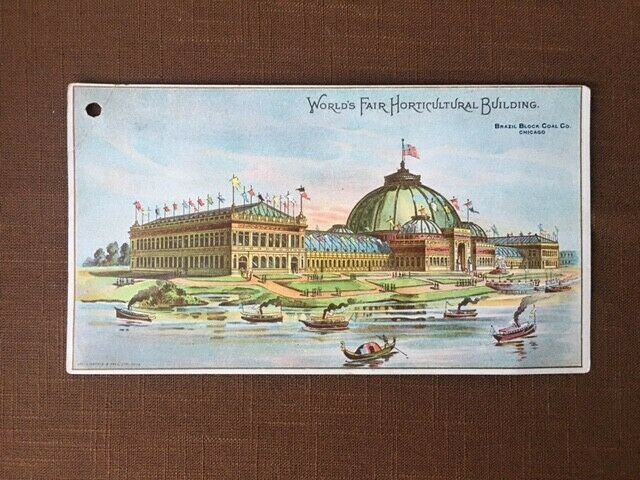 World's Fair Horticultural Building.
Brazil Block Coal Co.
Chicago